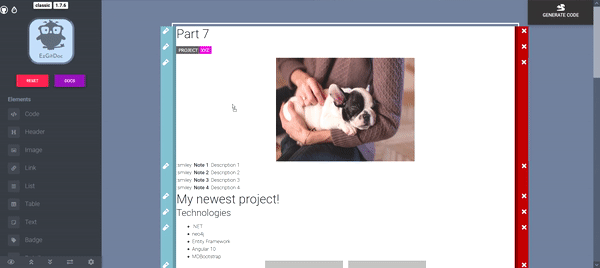 classic 1.7.6
GENERATE CODE
EzGitDoc
RESET DOCS
Elements
Code
Header
Image
Link
List
Table
Text
Badge
Part 7
PROJECT XYZ
:smiley: Note 1 Description 1
:smiley: Note 2 Description 2
:smiley: Note 3 Description 3
:smiley: Note 4 Description 4
My newest project!
Technologies
.NET
neo4j
Entity Framework
Angular 10
MDBootstrap